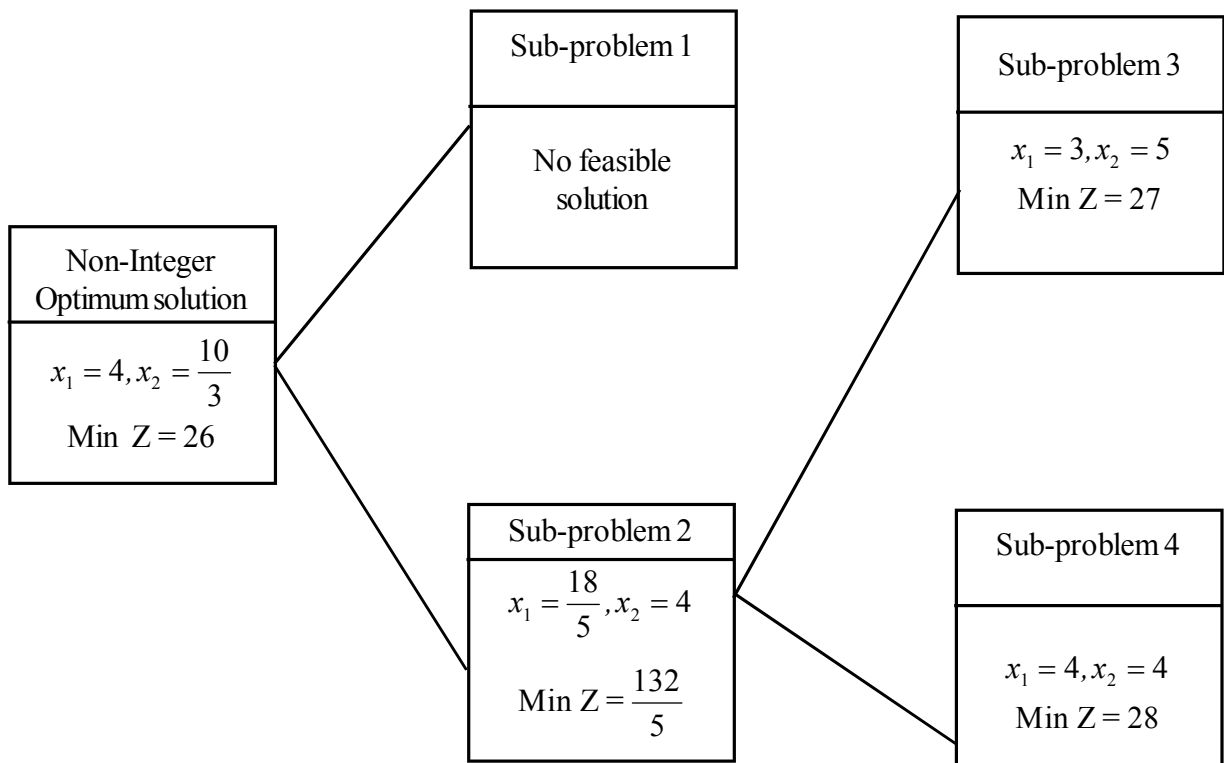 Non-Integer
Optimum solution
x₁ = 4, x₂ = 10/3
Min Z = 26
Sub-problem 1
No feasible
solution
Sub-problem 2
x₁ = 18/5, x₂ = 4
Min Z = 132/5
Sub-problem 3
x₁ = 3, x₂ = 5
Min Z = 27
Sub-problem 4
x₁ = 4, x₂ = 4
Min Z = 28